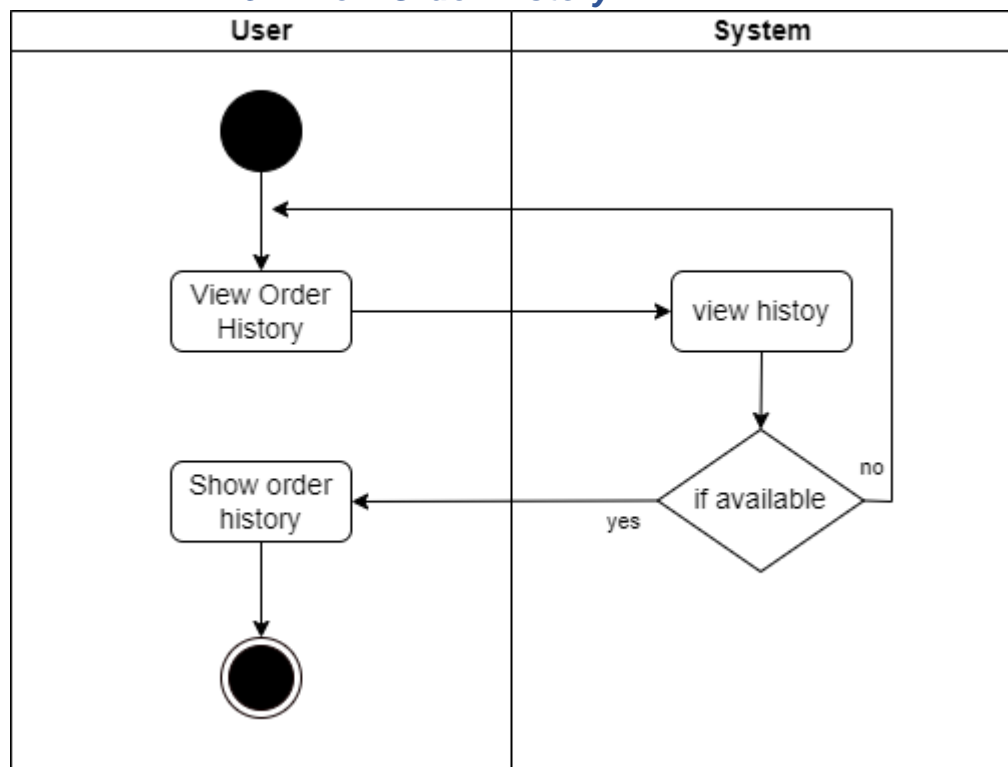 User
System
View Order
History
view histoy
Show order
history
if available
no
yes